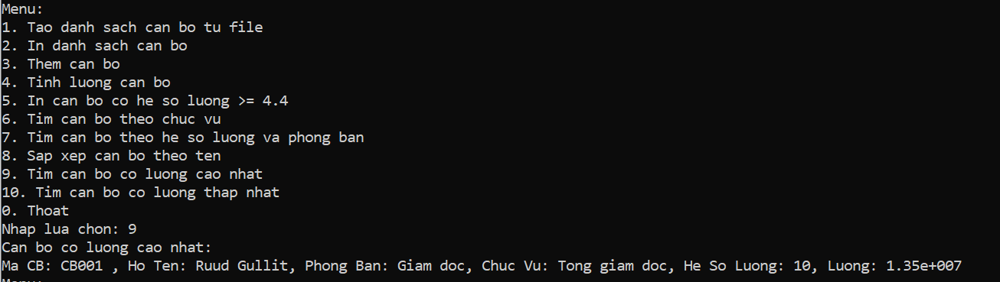 Menu:
1. Tao danh sach can bo tu file
2. In danh sach can bo
3. Them can bo
4. Tinh luong can bo
5. In can bo co he so luong >= 4.4
6. Tim can bo theo chuc vu
7. Tim can bo theo he so luong va phong ban
8. Sap xep can bo theo ten
9. Tim can bo co luong cao nhat
10. Tim can bo co luong thap nhat
0. Thoat
Nhap lua chon: 9
Can bo co luong cao nhat:
Ma CB: CB001 , Ho Ten: Ruud Gullit, Phong Ban: Giam doc, Chuc Vu: Tong giam doc, He So Luong: 10, Luong: 1.35e+007
Menu: